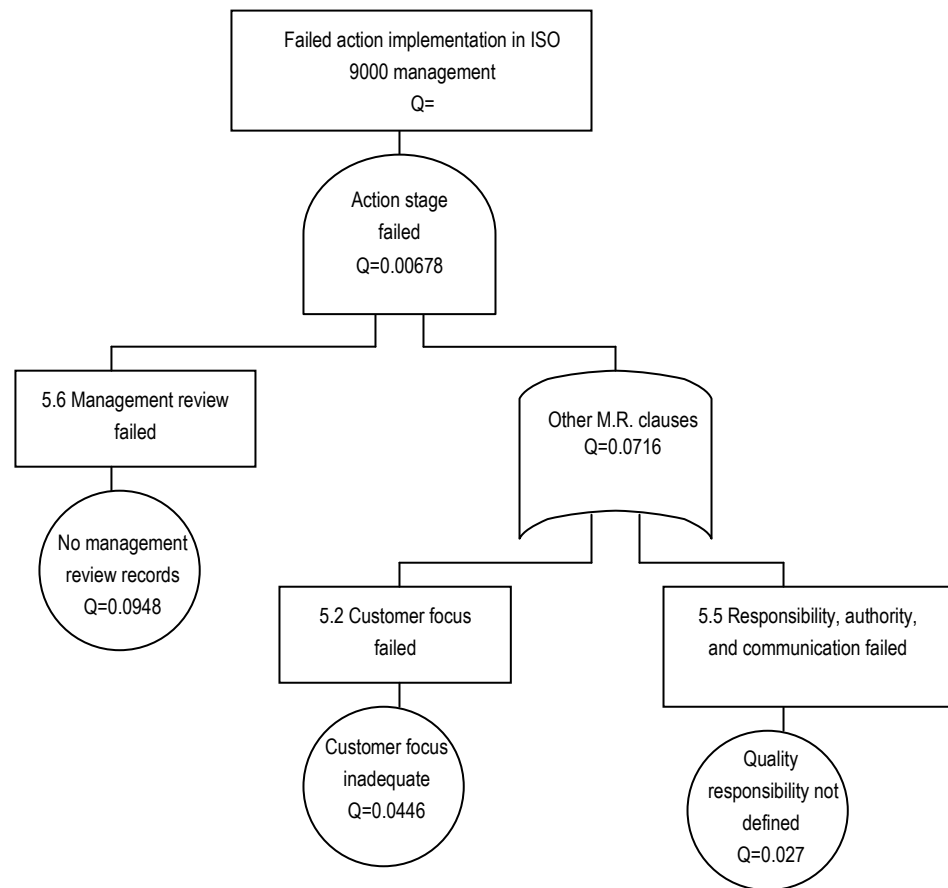 Failed action implementation in ISO
9000 management
Q=
Action stage
failed
Q=0.00678
5.6 Management review
failed
Other M.R. clauses
Q=0.0716
No management
review records
Q=0.0948
5.2 Customer focus
failed
5.5 Responsibility, authority,
and communication failed
Customer focus
inadequate
Q=0.0446
Quality
responsibility not
defined
Q=0.027